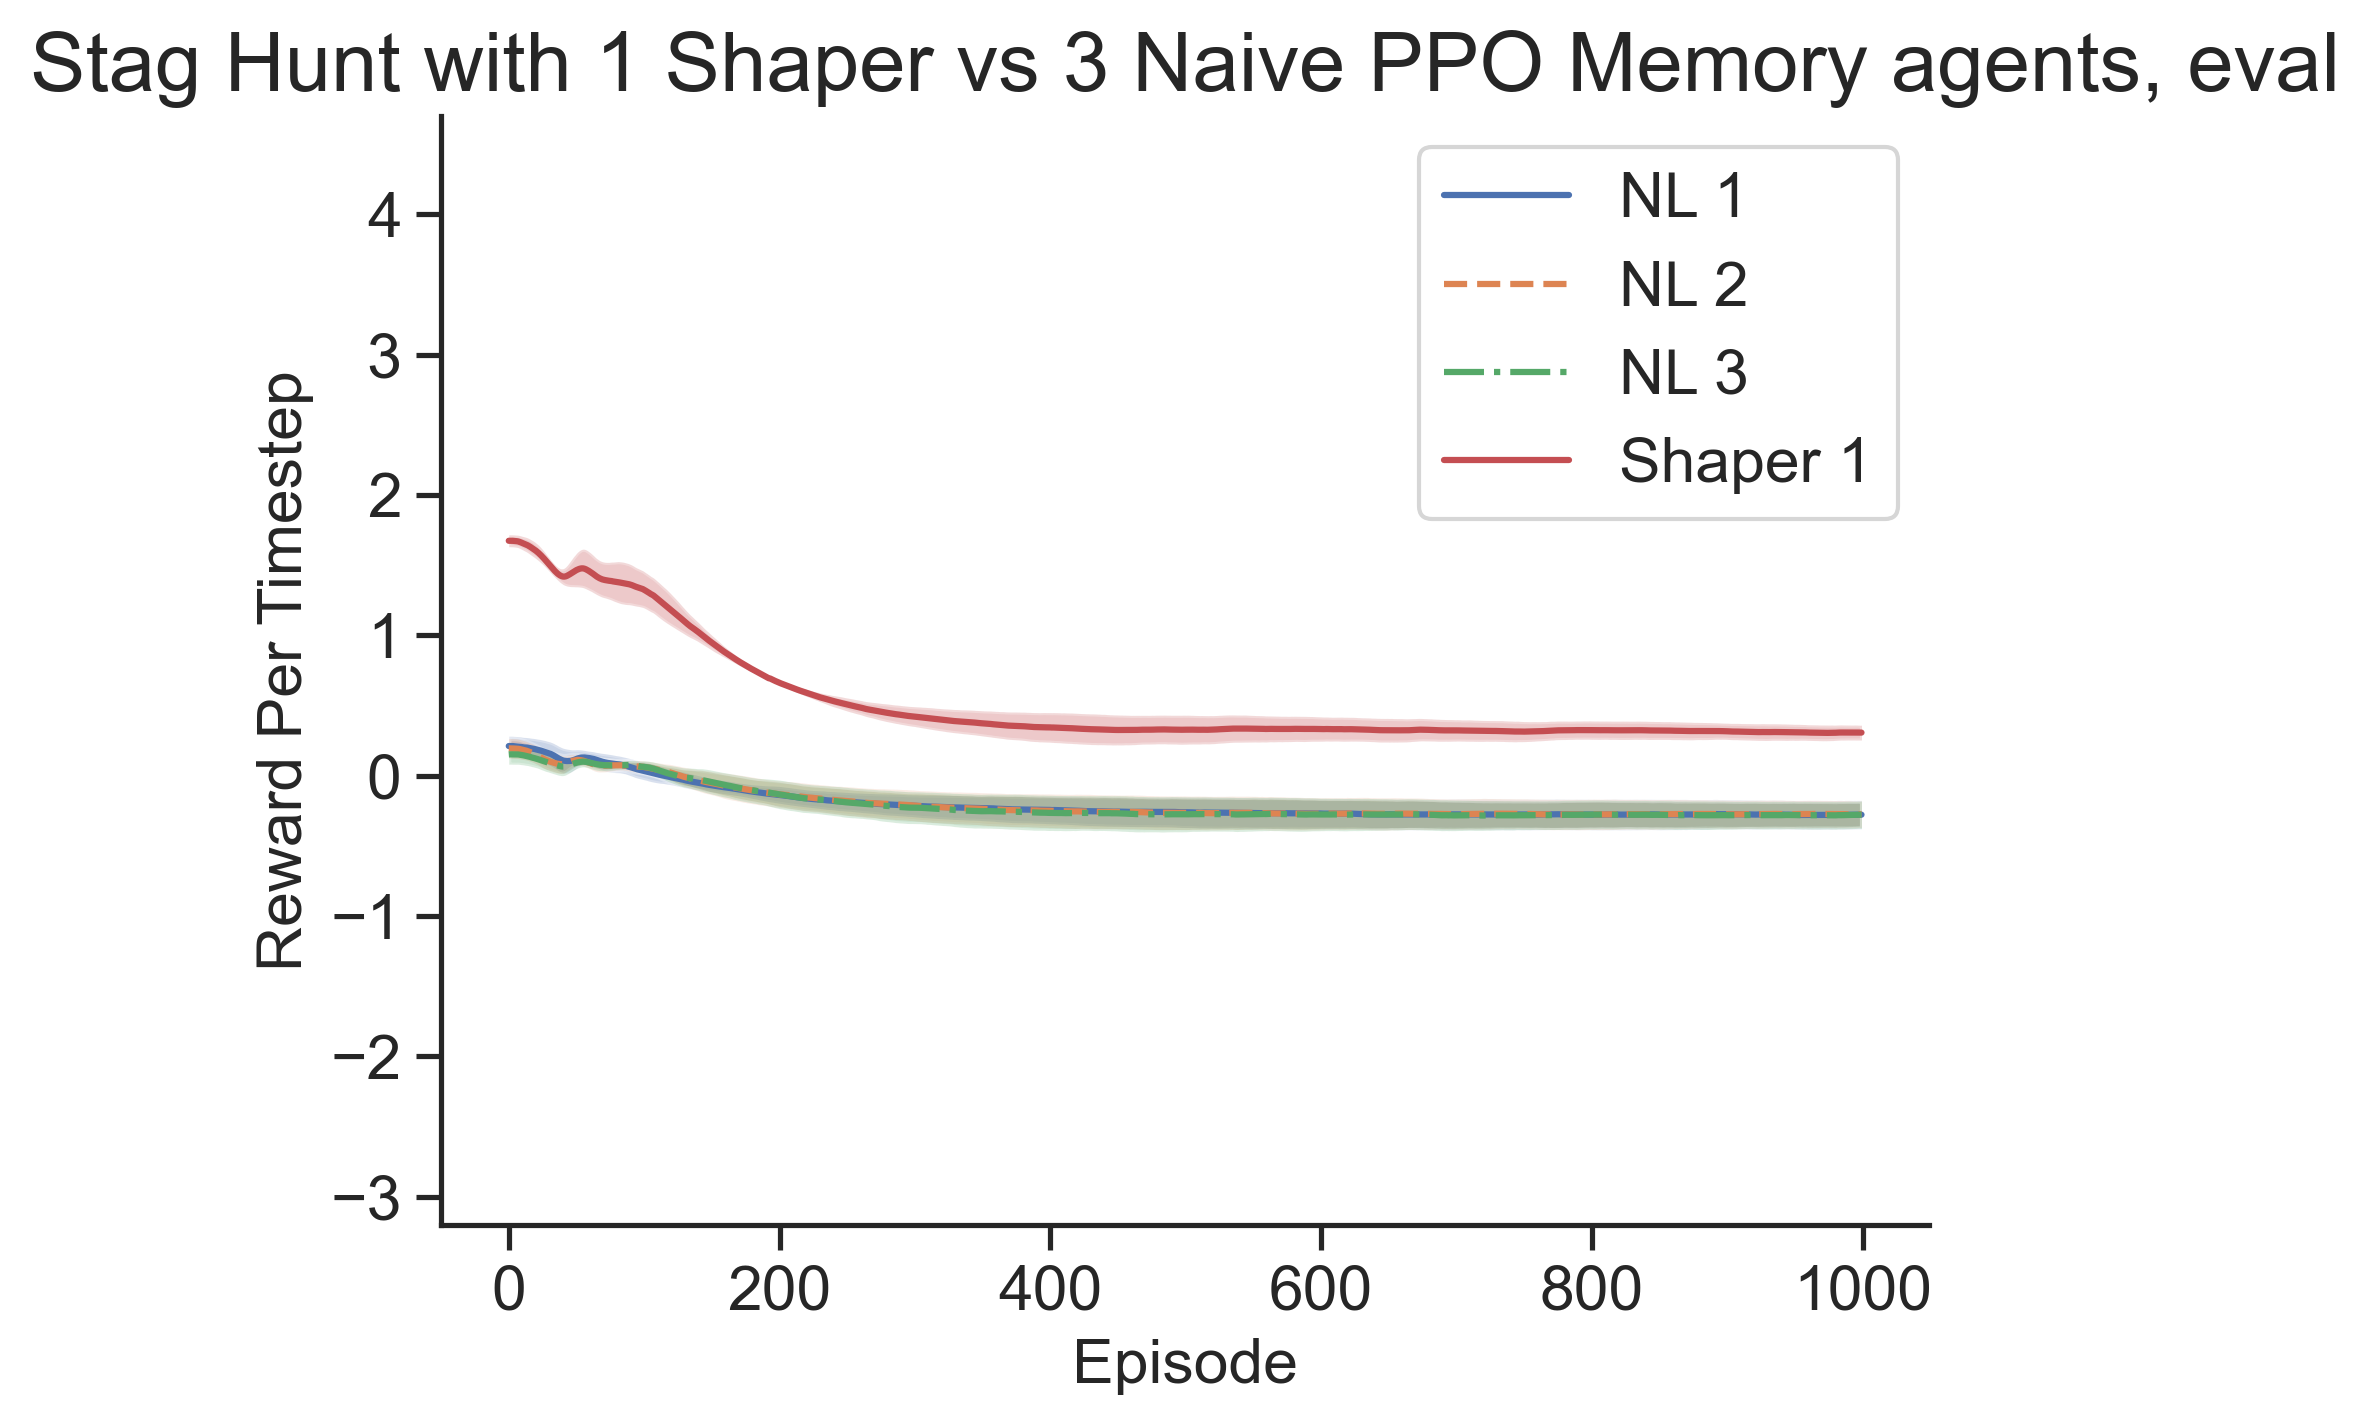 Stag Hunt with 1 Shaper vs 3 Naive PPO Memory agents, eval
NL 1
NL 2
NL 3
Shaper 1
Reward Per Timestep
4
3
2
1
0
−1
−2
−3
0 200 400 600 800 1000
Episode